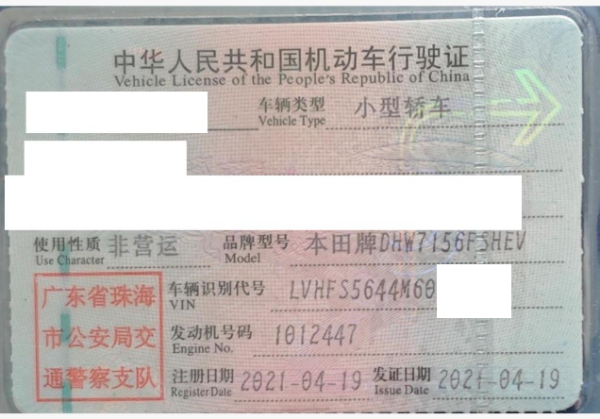 中华人民共和国机动车行驶证
Vehicle License of the People's Republic of China
车辆类型 小型轿车
Vehicle Type
使用性质 非营运 品牌型号 本田牌DHW7156FSHEV
Use Character Model
广东省珠海
市公安局交
通警察支队
车辆识别代号 LVHFS5644M60
VIN
发动机号码 1012447
Engine No.
注册日期 2021-04-19 发证日期 2021-04-19
Register Date Issue Date